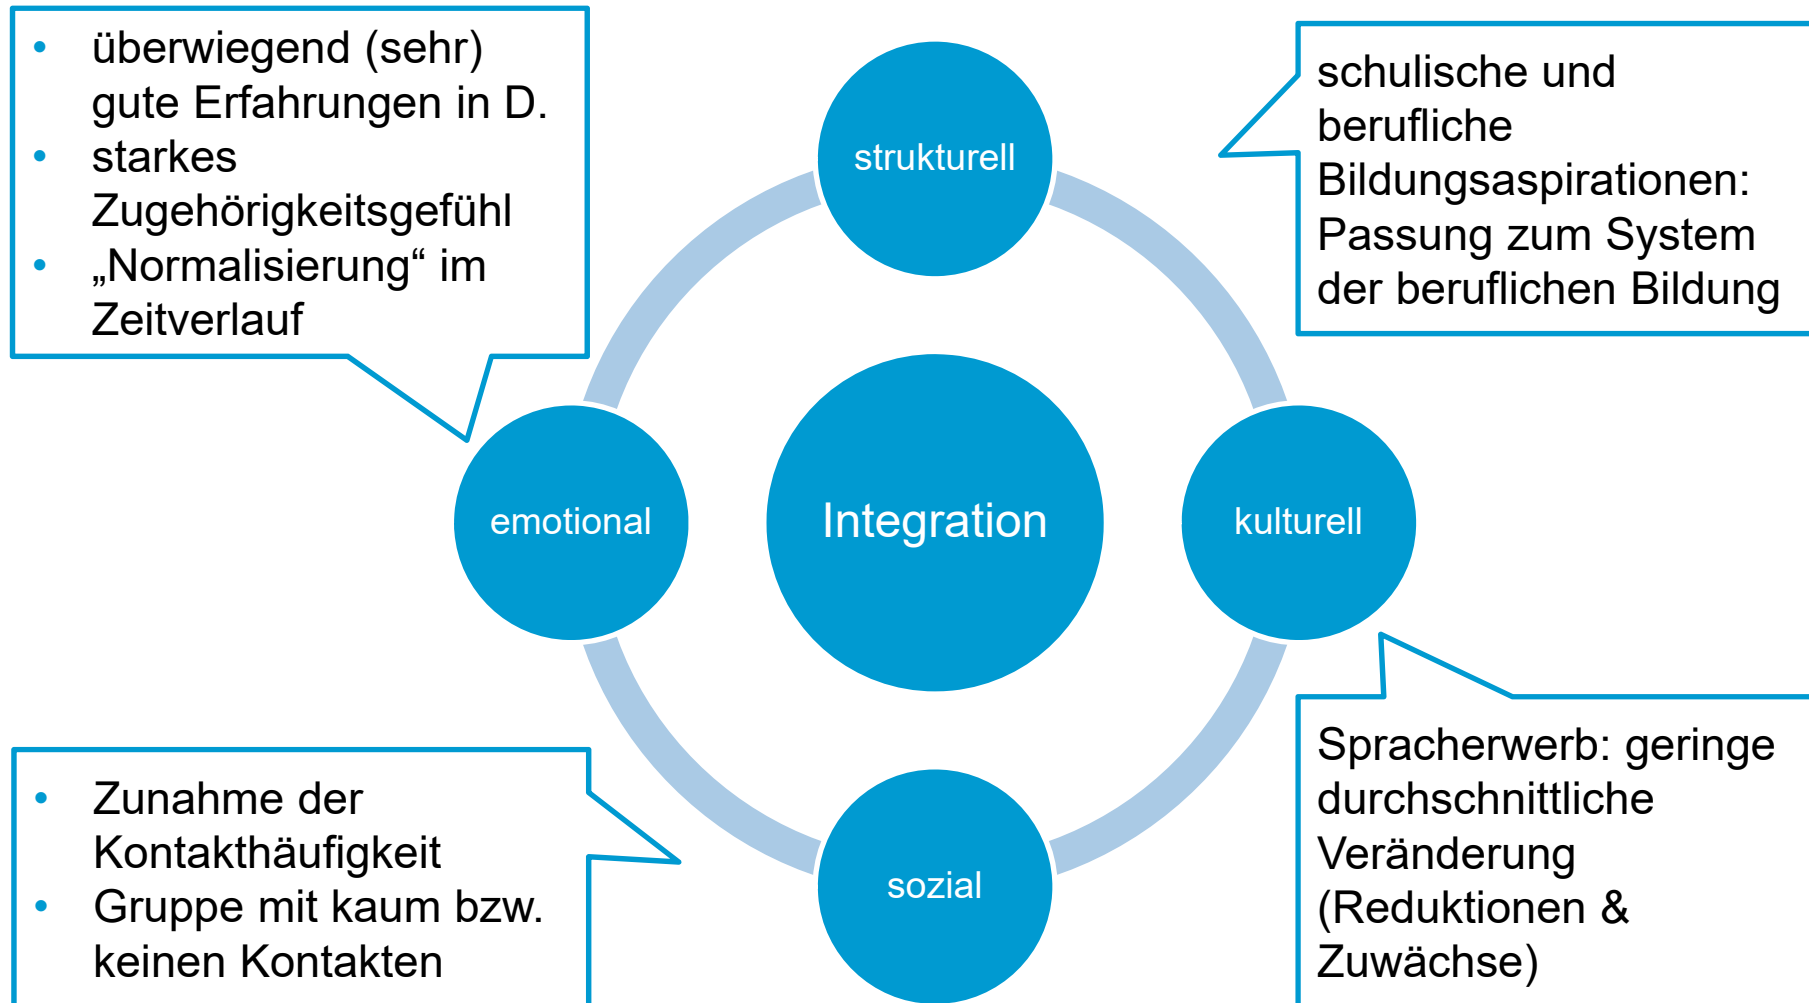 • überwiegend (sehr)
gute Erfahrungen in D.
• starkes
Zugehörigkeitsgefühl
• „Normalisierung“ im
Zeitverlauf
strukturell
schulische und
berufliche
Bildungsaspirationen:
Passung zum System
der beruflichen Bildung
emotional
Integration
kulturell
• Zunahme der
Kontakthäufigkeit
• Gruppe mit kaum bzw.
keinen Kontakten
sozial
Spracherwerb: geringe
durchschnittliche
Veränderung
(Reduktionen &
Zuwächse)